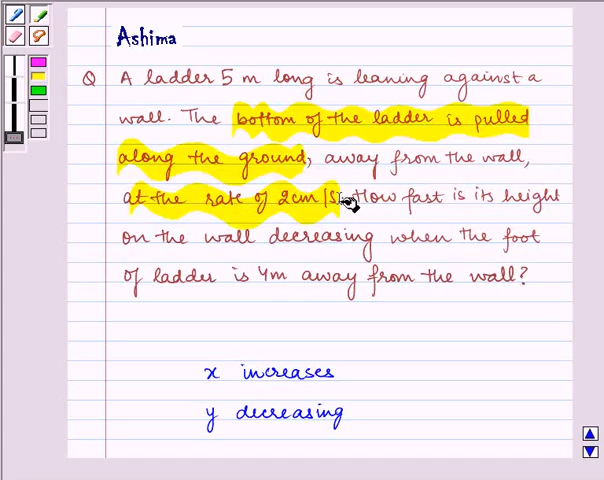 Ashima
Q A ladder 5 m long is leaning against a
wall. The bottom of the ladder is pulled
along the ground, away from the wall,
at the rate of 2cm/s. How fast is its height
on the wall decreasing when the foot
of ladder is 4m away from the wall?
x increases
y decreasing